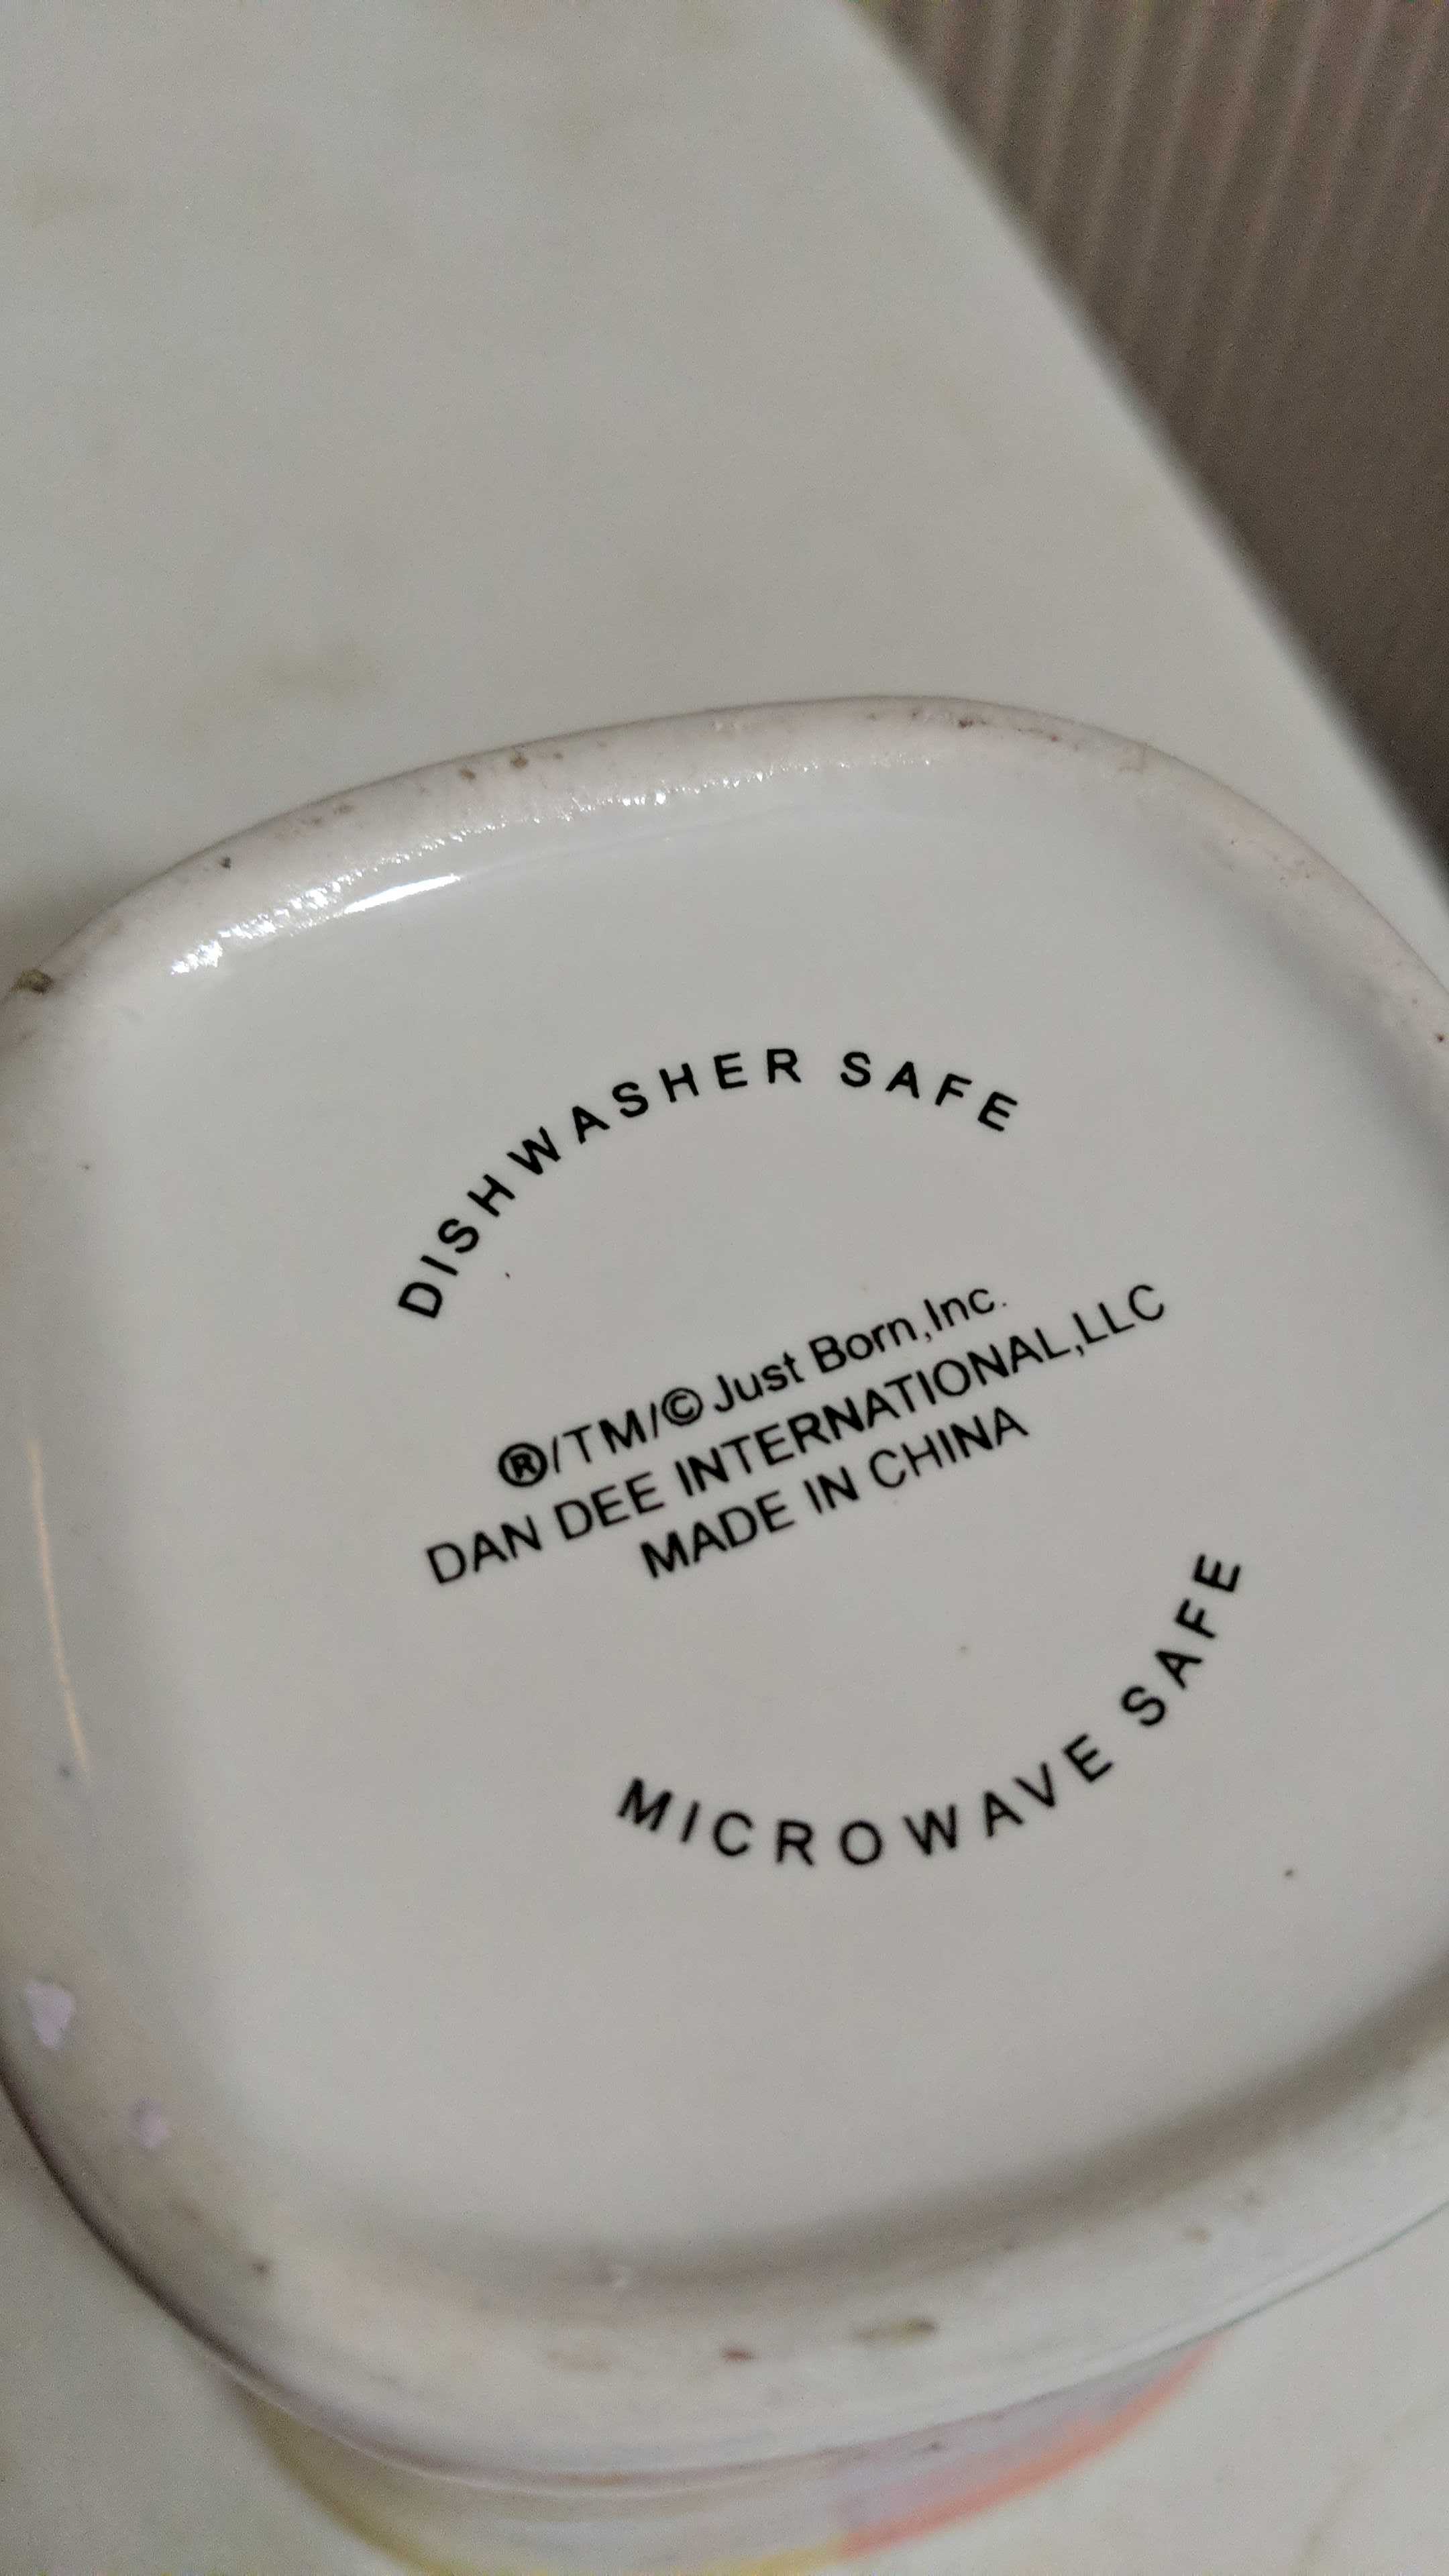 DISHWASHER SAFE
®/TM/© Just Born,Inc.
DAN DEE INTERNATIONAL,LLC
MADE IN CHINA
MICROWAVE SAFE